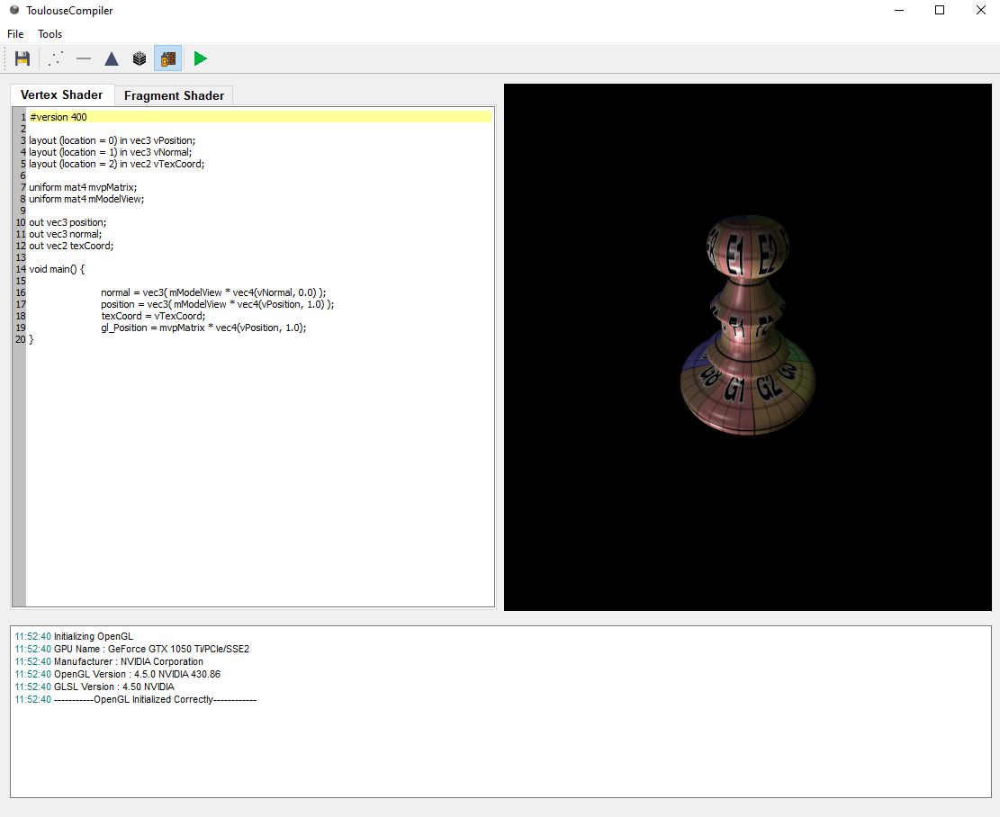 ToulouseCompiler
File Tools
Vertex Shader Fragment Shader
1 #version 400
2
3 layout (location = 0) in vec3 vPosition;
4 layout (location = 1) in vec3 vNormal;
5 layout (location = 2) in vec2 vTexCoord;
6
7 uniform mat4 mvpMatrix;
8 uniform mat4 mModelView;
9
10 out vec3 position;
11 out vec3 normal;
12 out vec2 texCoord;
13
14 void main() {
15
16 normal = vec3( mModelView * vec4(vNormal, 0.0) );
17 position = vec3( mModelView * vec4(vPosition, 1.0) );
18 texCoord = vTexCoord;
19 gl_Position = mvpMatrix * vec4(vPosition, 1.0);
20 }
E1 E2
G8 G1 G2 G3
11:52:40 Initializing OpenGL
11:52:40 GPU Name : GeForce GTX 1050 Ti/PCIe/SSE2
11:52:40 Manufacturer : NVIDIA Corporation
11:52:40 OpenGL Version : 4.5.0 NVIDIA 430.86
11:52:40 GLSL Version : 4.50 NVIDIA
11:52:40 -----------OpenGL Initialized Correctly------------